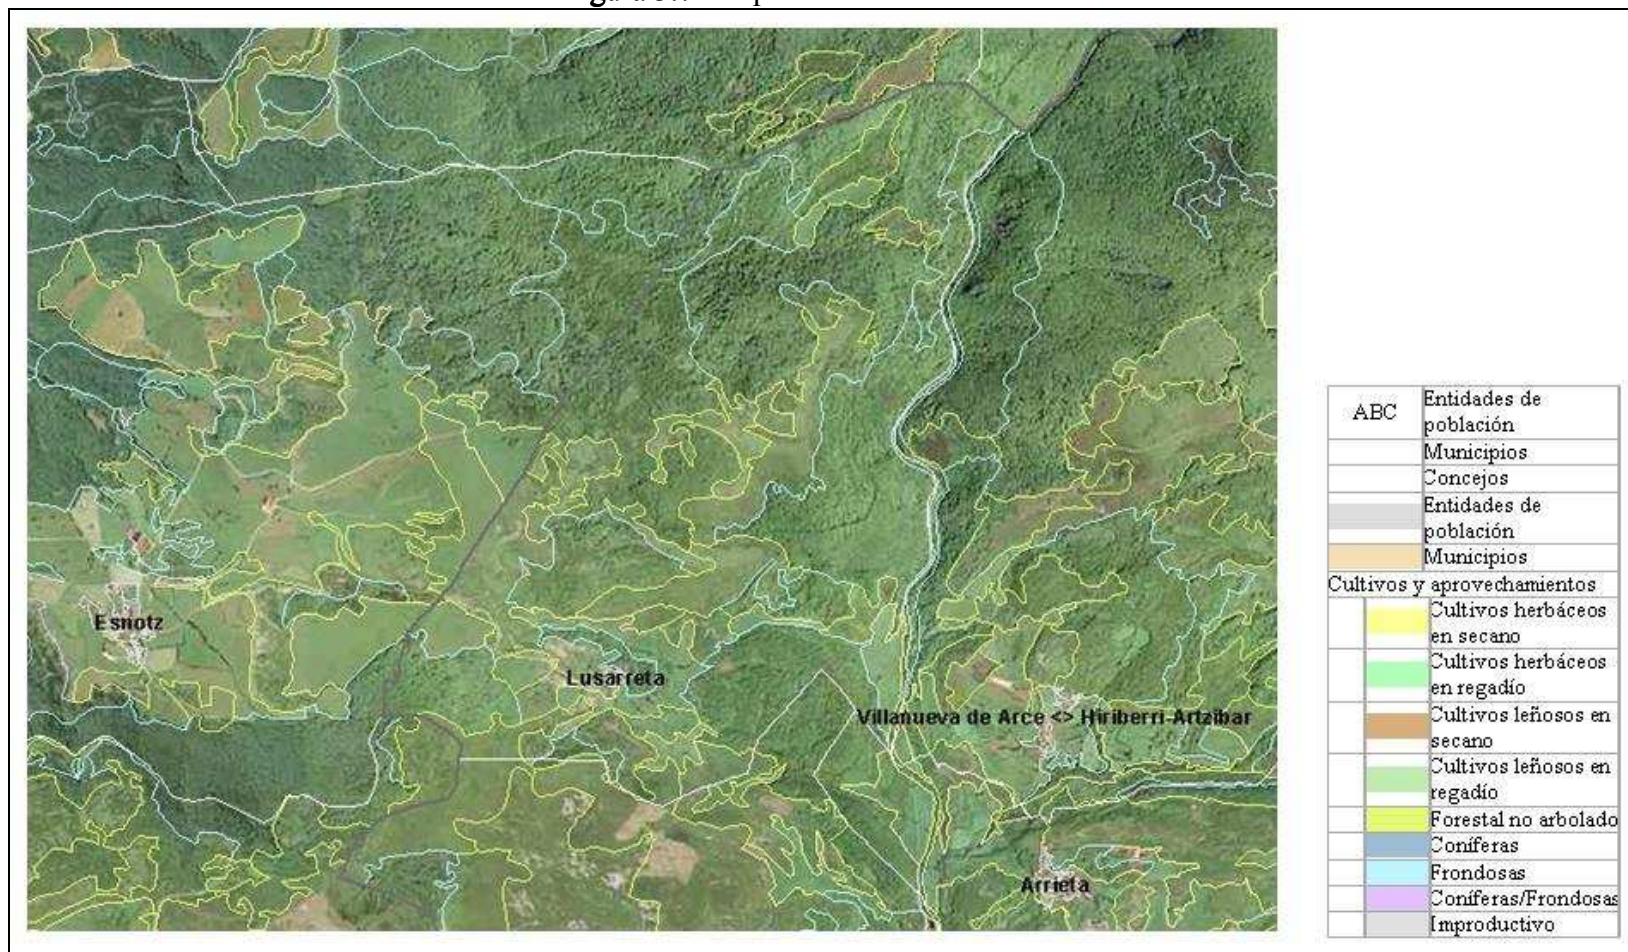 Esnotz
Lusarreta
Villanueva de Arce <> Hiriberri-Artzibar
Arrieta
ABC
Entidades de
población
Municipios
Concejos
Entidades de
población
Municipios
Cultivos y aprovechamientos
Cultivos herbáceos
en secano
Cultivos herbáceos
en regadío
Cultivos leñosos en
secano
Cultivos leñosos en
regadío
Forestal no arbolado
Coníferas
Frondosas
Coníferas/Frondosas
Improductivo